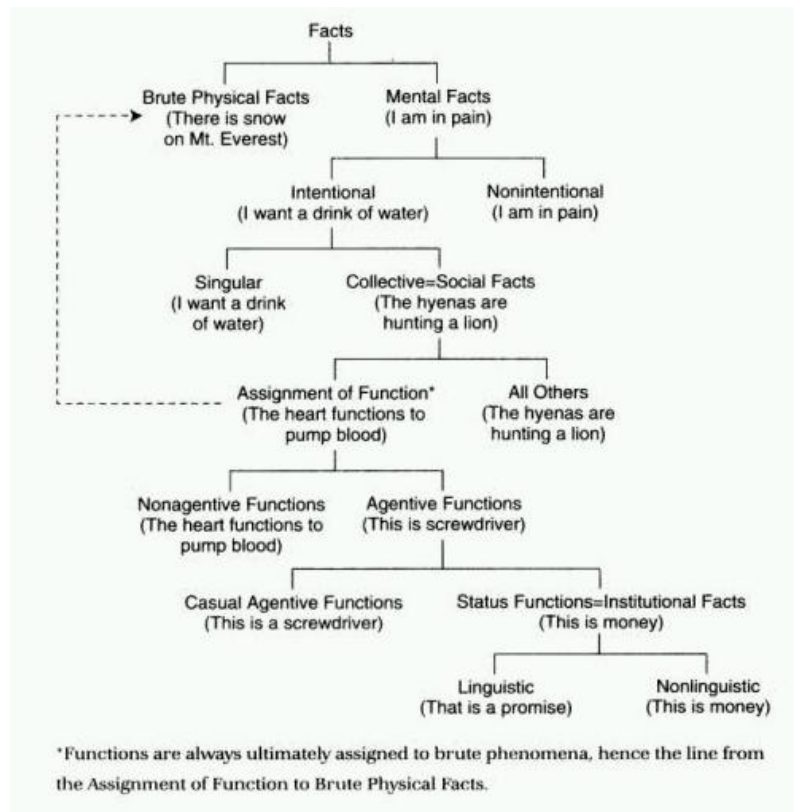 Facts
Brute Physical Facts
(There is snow
on Mt. Everest)
Mental Facts
(I am in pain)
Intentional
(I want a drink of water)
Nonintentional
(I am in pain)
Singular
(I want a drink
of water)
Collective=Social Facts
(The hyenas are
hunting a lion)
Assignment of Function*
(The heart functions to
pump blood)
All Others
(The hyenas are
hunting a lion)
Nonagentive Functions
(The heart functions to
pump blood)
Agentive Functions
(This is screwdriver)
Casual Agentive Functions
(This is a screwdriver)
Status Functions=Institutional Facts
(This is money)
Linguistic
(That is a promise)
Nonlinguistic
(This is money)
*Functions are always ultimately assigned to brute phenomena, hence the line from
the Assignment of Function to Brute Physical Facts.